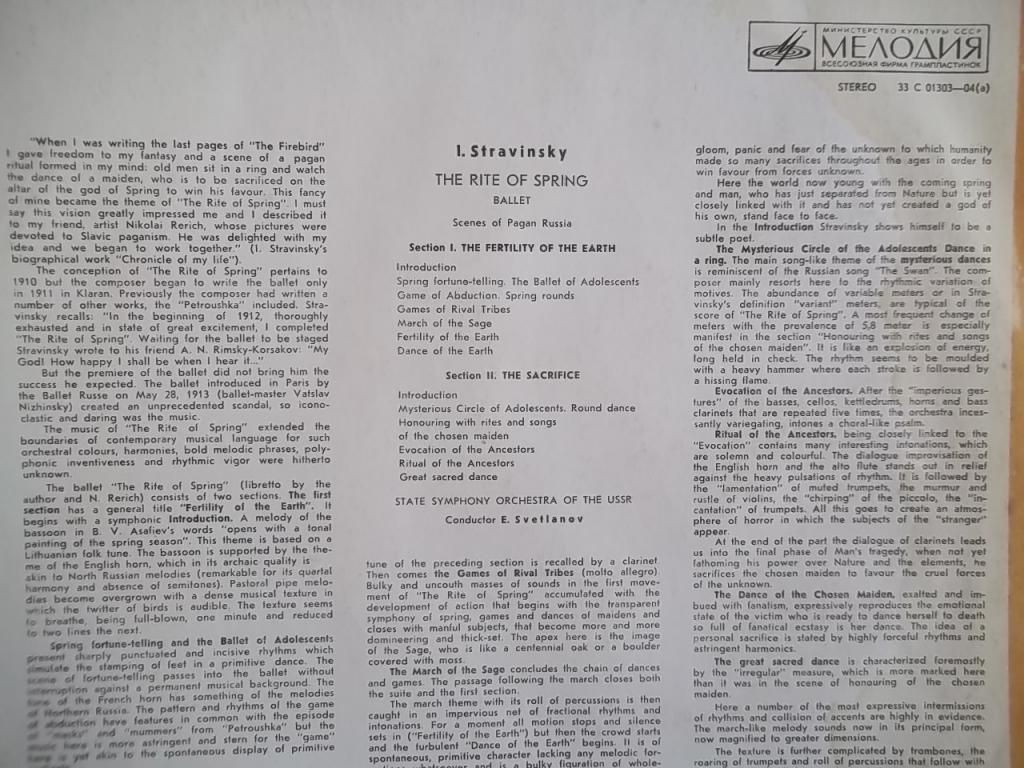 МИНИСТЕРСТВО КУЛЬТУРЫ СССР
МЕЛОДИЯ
ВСЕСОЮЗНАЯ ФИРМА ГРАМПЛАСТИНОК
STEREO 33 С 01303—04(а)
"When I was writing the last pages of "The Firebird"
I gave freedom to my fantasy and a scene of a pagan
ritual formed in my mind: old men sit in a ring and watch
the dance of a maiden, who is to be sacrificed on the
altar of the god of Spring to win his favour. This fancy
of mine became the theme of "The Rite of Spring". I must
say this vision greatly impressed me and I described it
to my friend, artist Nikolai Rerich, whose pictures were
devoted to Slavic paganism. He was delighted with my
idea and we began to work together." (I. Stravinsky's
biographical work "Chronicle of my life").
The conception of "The Rite of Spring" pertains to
1910 but the composer began to write the ballet only
in 1911 in Klaran. Previously the composer had written a
number of other works, the "Petroushka" included. Stra-
vinsky recalls: "In the beginning of 1912, thoroughly
exhausted and in state of great excitement, I completed
"The Rite of Spring". Waiting for the ballet to be staged
Stravinsky wrote to his friend A. N. Rimsky-Korsakov: "My
God! How happy I shall be when I hear it..."
But the premiere of the ballet did not bring him the
success he expected. The ballet introduced in Paris by
the Ballet Russe on May 28, 1913 (ballet-master Vatslav
Nizhinsky) created an unprecedented scandal, so icono-
clastic and daring was the music.
The music of "The Rite of Spring" extended the
boundaries of contemporary musical language for such
orchestral colours, harmonies, bold melodic phrases, poly-
phonic inventiveness and rhythmic vigor were hitherto
unknown.
The ballet "The Rite of Spring" (libretto by the
author and N. Rerich) consists of two sections. The first
section has a general title "Fertility of the Earth". It
begins with a symphonic Introduction. A melody of the
bassoon in B. V. Asafiev's words "opens with a tonal
painting of the spring season". This theme is based on a
Lithuanian folk tune. The bassoon is supported by the the-
me of the English horn, which in its archaic quality is
akin to North Russian melodies (remarkable for its quartal
harmony and absence of semitones). Pastoral pipe melo-
dies become overgrown with a dense musical texture in
which the twitter of birds is audible. The texture seems
to breathe, being full-blown, one minute and reduced
to two lines the next.
Spring fortune-telling and the Ballet of Adolescents
present sharply punctuated and incisive rhythms which
simulate the stamping of feet in a primitive dance. The
scene of fortune-telling passes into the ballet without
interruption against a permanent musical background. The
tune of the French horn has something of the melodies
of Northern Russia. The pattern and rhythms of the game
of abduction have features in common with the episode
of "masks" and "mummers" from "Petroushka" but the
music here is more astringent and stern for the "game"
here is yet akin to the spontaneous display of primitive
I. Stravinsky
THE RITE OF SPRING
BALLET
Scenes of Pagan Russia
Section I. THE FERTILITY OF THE EARTH
Introduction
Spring fortune-telling. The Ballet of Adolescents
Game of Abduction. Spring rounds
Games of Rival Tribes
March of the Sage
Fertility of the Earth
Dance of the Earth
Section II. THE SACRIFICE
Introduction
Mysterious Circle of Adolescents. Round dance
Honouring with rites and songs
of the chosen maiden
Evocation of the Ancestors
Ritual of the Ancestors
Great sacred dance
STATE SYMPHONY ORCHESTRA OF THE USSR
Conductor E. Svetlanov
tune of the preceding section is recalled by a clarinet.
Then comes the Games of Rival Tribes (molto allegro).
Bulky and uncouth masses of sounds in the first move-
ment of "The Rite of Spring" accumulated with the
development of action that begins with the transparent
symphony of spring, games and dances of maidens and
closes with manful subjects, that become more and more
domineering and thick-set. The apex here is the image
of the Sage, who is like a centennial oak or a boulder
covered with moss.
The March of the Sage concludes the chain of dances
and games. The passage following the march closes both
the suite and the first section.
The march theme with its roll of percussions is then
caught in an impervious net of fractional rhythms and
intonations. For a moment all motion stops and silence
sets in ("Fertility of the Earth") but then the crowd starts
and the turbulent "Dance of the Earth" begins. It is of
spontaneous, primitive character lacking any melodic for-
whatsoever and is a bulky figuration of whole-
gloom, panic and fear of the unknown to which humanity
made so many sacrifices throughout the ages in order to
win favour from forces unknown.
Here the world now young with the coming spring
and man, who has just separated from Nature but is yet
closely linked with it and has not yet created a god of
his own, stand face to face.
In the Introduction Stravinsky shows himself to be a
subtle poet.
The Mysterious Circle of the Adolescents Dance in
a ring. The main song-like theme of the mysterious dances
is reminiscent of the Russian song "The Swan". The com-
poser mainly resorts here to the rhythmic variation of
motives. The abundance of variable meters or in Stra-
vinsky's definition "variant" meters, are typical of the
score of "The Rite of Spring". A most frequent change of
meters with the prevalence of 5,8 meter is especially
manifest in the section "Honouring with rites and songs
of the chosen maiden". It is like an explosion of energy,
long held in check. The rhythm seems to be moulded
with a heavy hammer where each stroke is followed by
a hissing flame.
Evocation of the Ancestors. After the "imperious ges-
tures" of the basses, cellos, kettledrums, horns and bass
clarinets that are repeated five times, the orchestra inces-
santly variegating, intones a choral-like psalm.
Ritual of the Ancestors, being closely linked to the
"Evocation" contains many interesting intonations, which
are solemn and colourful. The dialogue improvisation of
the English horn and the alto flute stands out in relief
against the heavy pulsations of rhythm. It is followed by
the "lamentation" of muted trumpets, the murmur and
rustle of violins, the "chirping" of the piccolo, the "in-
cantation" of trumpets. All this goes to create an atmos-
phere of horror in which the subjects of the "stranger"
appear.
At the end of the part the dialogue of clarinets leads
us into the final phase of Man's tragedy, when not yet
fathoming his power over Nature and the elements, he
sacrifices the chosen maiden to favour the cruel forces
of the unknown.
The Dance of the Chosen Maiden, exalted and im-
bued with fanatism, expressively reproduces the emotional
state of the victim who is ready to dance herself to death
so full of fanatical ecstasy is her dance. The idea of a
personal sacrifice is stated by highly forceful rhythms and
astringent harmonies.
The great sacred dance is characterized foremostly
by the "irregular" measure, which is more marked here
than it was in the scene of honouring of the chosen
maiden.
Here a number of the most expressive intermissions
of rhythms and collision of accents are highly in evidence.
The march-like melody sounds now in its principal form,
now magnified to greater dimensions.
The texture is further complicated by trombones, the
roaring of trumpets and roll of percussions that follow with